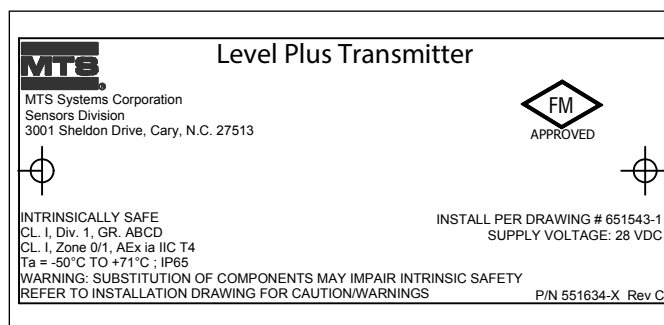 Level Plus Transmitter
MTS
®
MTS Systems Corporation
Sensors Division
3001 Sheldon Drive, Cary, N.C. 27513
FM
APPROVED
INTRINSICALLY SAFE
CL. I, Div. 1, GR. ABCD
CL. I, Zone 0/1, AEx ia IIC T4
Ta = -50°C TO +71°C ; IP65
WARNING: SUBSTITUTION OF COMPONENTS MAY IMPAIR INTRINSIC SAFETY
REFER TO INSTALLATION DRAWING FOR CAUTION/WARNINGS
INSTALL PER DRAWING # 651543-1
SUPPLY VOLTAGE: 28 VDC
P/N 551634-X Rev C